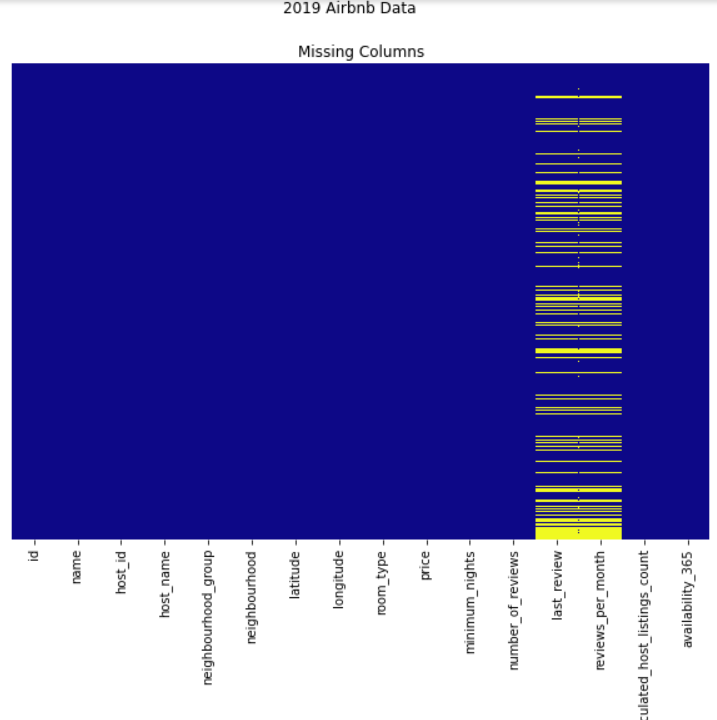 2019 Airbnb Data
Missing Columns
id
name
host_id
host_name
neighbourhood_group
neighbourhood
latitude
longitude
room_type
price
minimum_nights
number_of_reviews
last_review
reviews_per_month
culated_host_listings_count
availability_365